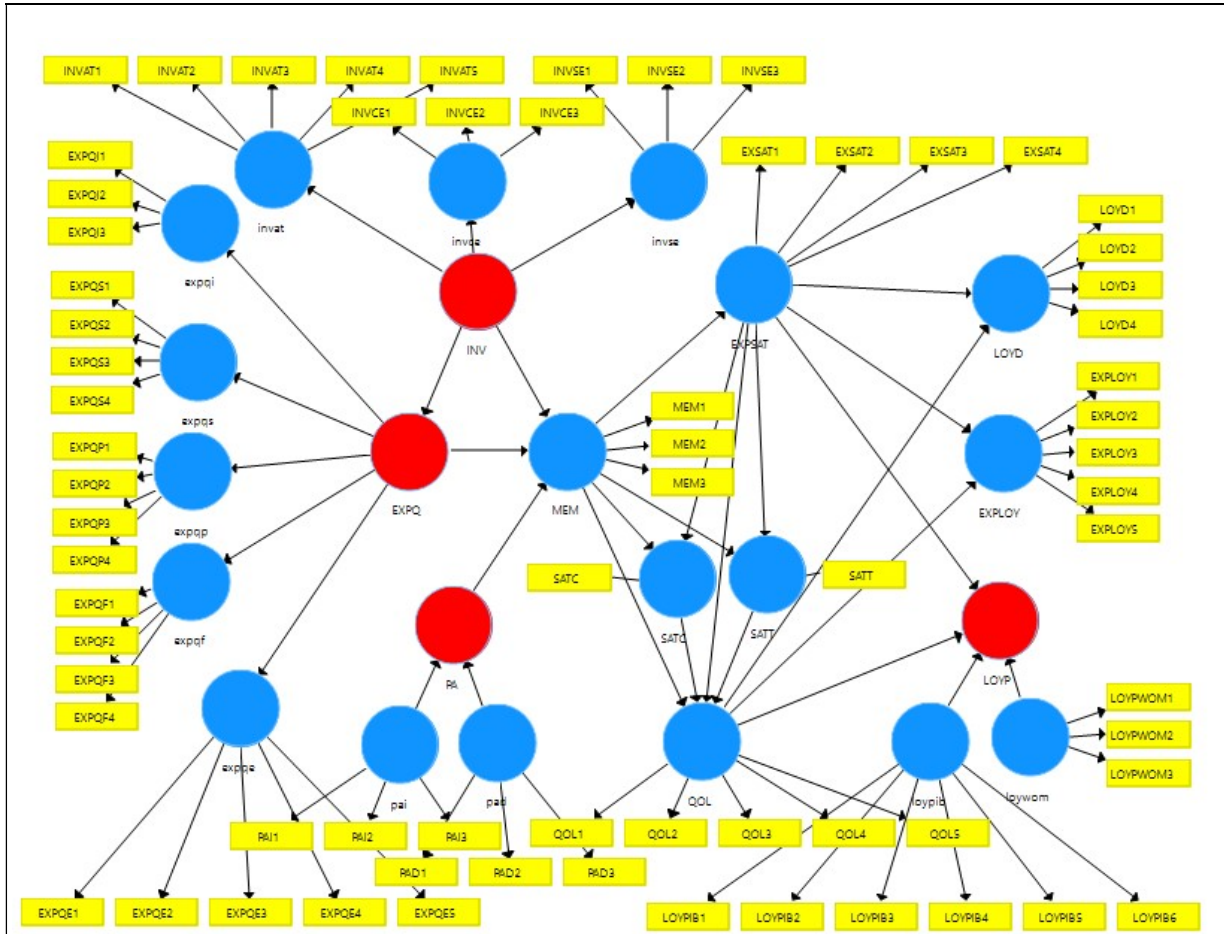 INVAT1
INVAT2
INVAT3
INVAT4
INVAT5
INVSE1
INVSE2
INVSE3
INVCE1
INVCE2
INVCE3
EXSAT1
EXSAT2
EXSAT3
EXSAT4
EXPQI1
EXPQI2
EXPQI3
expqi
invat
invce
invse
LOYD1
LOYD2
LOYD3
LOYD4
LOYD
EXPQS1
EXPQS2
EXPQS3
EXPQS4
expqs
INV
EXPSAT
EXPLOY1
EXPLOY2
EXPLOY3
EXPLOY4
EXPLOY5
EXPLOY
MEM1
MEM2
MEM3
MEM
EXPQ
EXPQP1
EXPQP2
EXPQP3
EXPQP4
expqp
EXPQF1
EXPQF2
EXPQF3
EXPQF4
expqf
SATC
SATT
SATC
SATT
PA
LOYP
LOYPWOM1
LOYPWOM2
LOYPWOM3
expqe
pai
pad
QOL
loypib
loywom
PAI1
PAI2
PAI3
QOL1
QOL2
QOL3
QOL4
QOL5
PAD1
PAD2
PAD3
EXPQE1
EXPQE2
EXPQE3
EXPQE4
EXPQE5
LOYPIB1
LOYPIB2
LOYPIB3
LOYPIB4
LOYPIB5
LOYPIB6